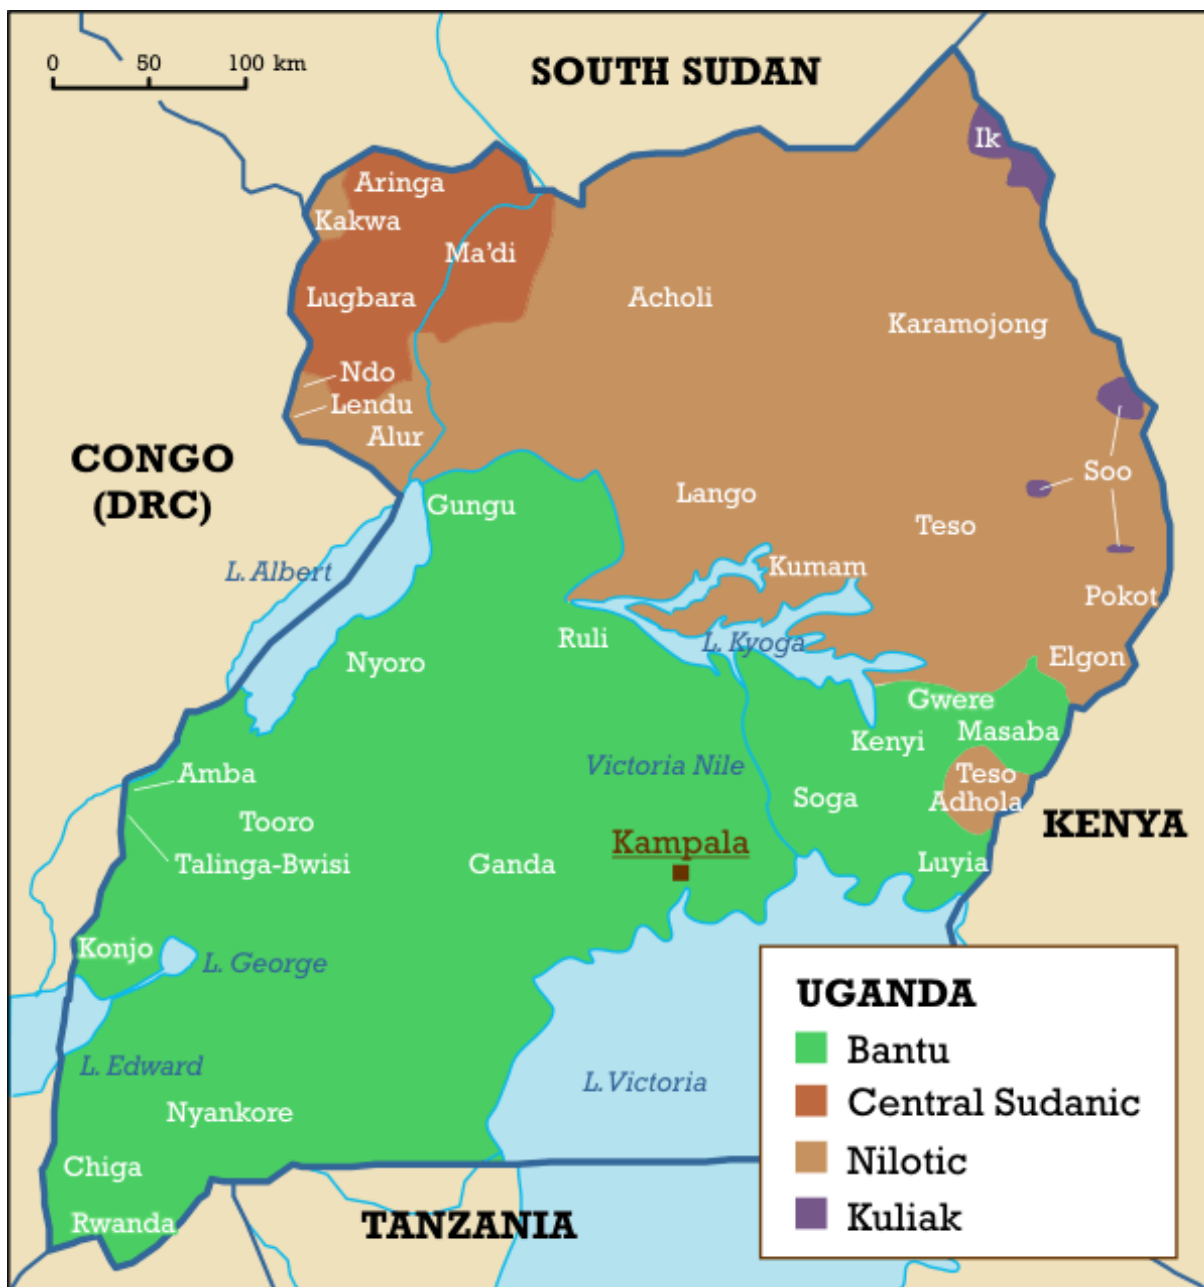 0 50 100 km
SOUTH SUDAN
Ik
Aringa
Kakwa
Ma'di
Lugbara
Acholi
Karamojong
Ndo
Lendu
Alur
CONGO
(DRC)
Soo
Gungu
Lango
Teso
L. Albert
Kumam
Pokot
Ruli
L. Kyoga
Nyoro
Elgon
Gwere
Kenyi
Masaba
Victoria Nile
Amba
Teso
Soga
Adhola
Tooro
KENYA
Kampala
Talinga-Bwisi
Ganda
Luyia
Konjo
L. George
UGANDA
Bantu
L. Edward
L. Victoria
Central Sudanic
Nyankore
Nilotic
Chiga
Kuliak
Rwanda
TANZANIA